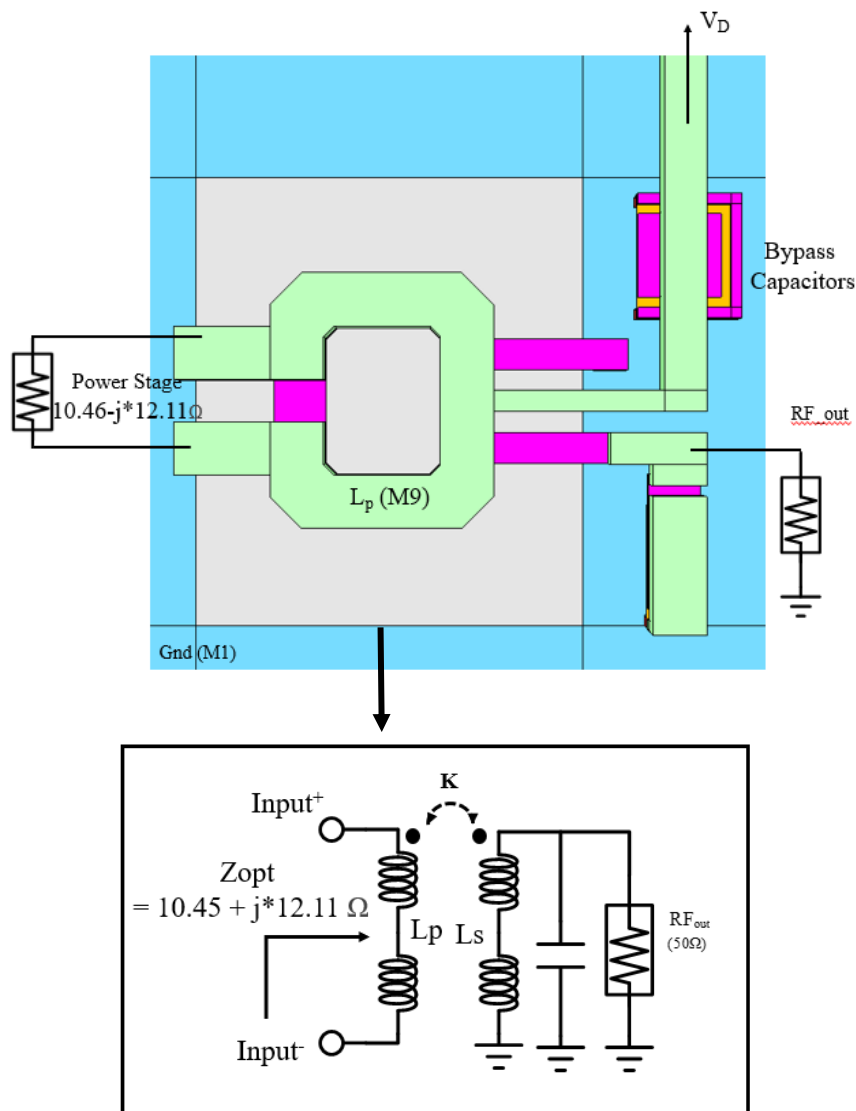 V_D
Bypass
Capacitors
Power Stage
10.46-j*12.11Ω
RF_out
L_p (M9)
Gnd (M1)
K
Input⁺
Zopt
= 10.45 + j*12.11 Ω
Lp Ls
RF_out
(50Ω)
Input⁻